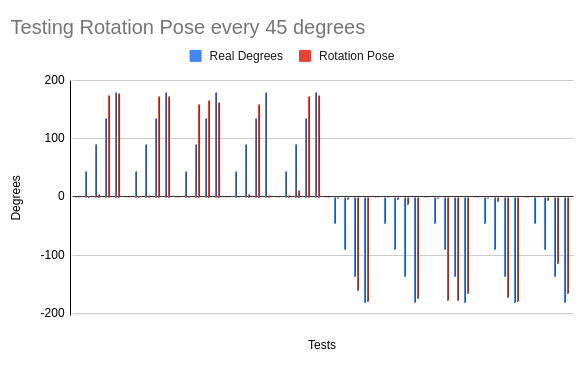 Testing Rotation Pose every 45 degrees
Real Degrees
Rotation Pose
200
100
0
-100
-200
Degrees
Tests